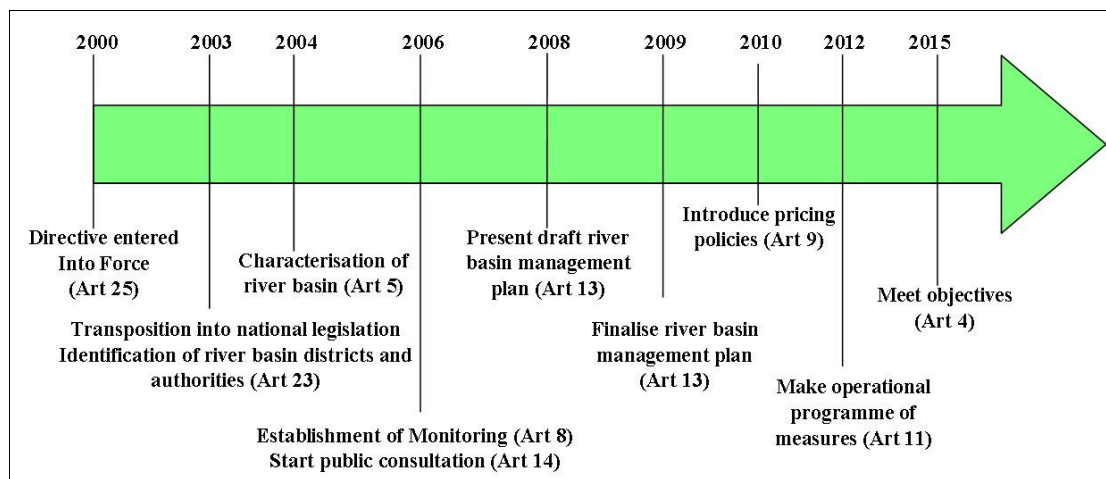 2000 2003 2004 2006 2008 2009 2010 2012 2015
Directive entered
Into Force
(Art 25)
Transposition into national legislation
Identification of river basin districts and
authorities (Art 23)
Characterisation of
river basin (Art 5)
Establishment of Monitoring (Art 8)
Start public consultation (Art 14)
Present draft river
basin management
plan (Art 13)
Finalise river basin
management plan
(Art 13)
Introduce pricing
policies (Art 9)
Make operational
programme of
measures (Art 11)
Meet objectives
(Art 4)